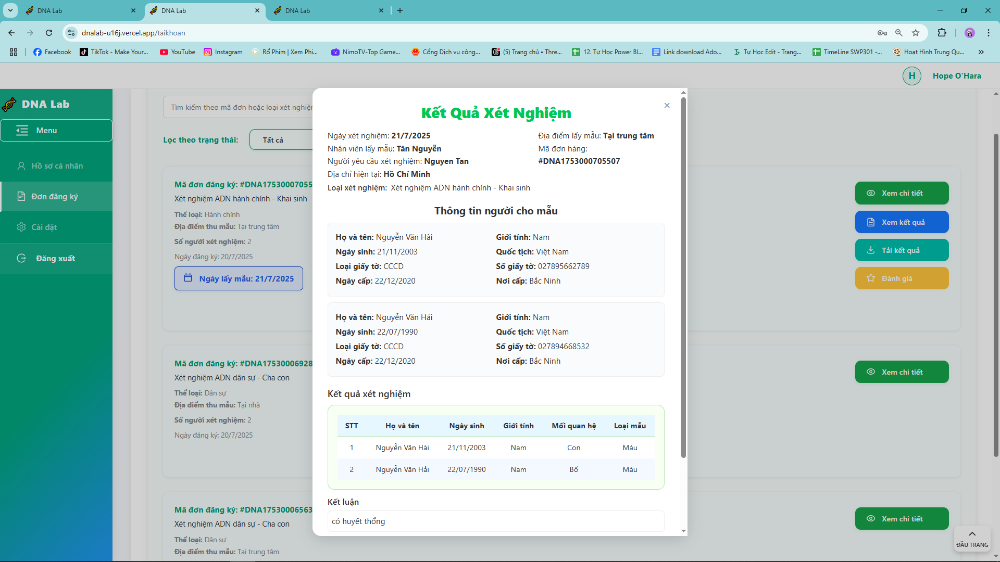 DNA Lab
DNA Lab
DNA Lab
dnalab-u16j.vercel.app/taikhoan
Facebook
TikTok - Make Your...
YouTube
Instagram
Rổ Phim | Xem Phi...
NimoTV-Top Game...
Cổng Dịch vụ công...
(5) Trang chủ • Thre...
12. Tự Học Power BI...
Link download Ado...
Tự Học Edit - Trang...
TimeLine SWP301 -...
Hoạt Hình Trung Qu...
H
Hope O'Hara
DNA Lab
Menu
Hồ sơ cá nhân
Đơn đăng ký
Cài đặt
Đăng xuất
Tìm kiếm theo mã đơn hoặc loại xét nghiệm
Lọc theo trạng thái:
Tất cả
Mã đơn đăng ký: #DNA17530007055
Xét nghiệm ADN hành chính - Khai sinh
Thể loại: Hành chính
Địa điểm thu mẫu: Tại trung tâm
Số người xét nghiệm: 2
Ngày đăng ký: 20/7/2025
Ngày lấy mẫu: 21/7/2025
Xem chi tiết
Xem kết quả
Tải kết quả
Đánh giá
Mã đơn đăng ký: #DNA17530006928
Xét nghiệm ADN dân sự - Cha con
Thể loại: Dân sự
Địa điểm thu mẫu: Tại nhà
Số người xét nghiệm: 2
Ngày đăng ký: 20/7/2025
Xem chi tiết
Mã đơn đăng ký: #DNA17530006563
Xét nghiệm ADN dân sự - Cha con
Thể loại: Dân sự
Địa điểm thu mẫu: Tại trung tâm
Xem chi tiết
ĐẦU TRANG
Kết Quả Xét Nghiệm
Ngày xét nghiệm: 21/7/2025
Nhân viên lấy mẫu: Tân Nguyễn
Người yêu cầu xét nghiệm: Nguyen Tan
Địa chỉ hiện tại: Hồ Chí Minh
Địa điểm lấy mẫu: Tại trung tâm
Mã đơn hàng:
#DNA1753000705507
Loại xét nghiệm: Xét nghiệm ADN hành chính - Khai sinh
Thông tin người cho mẫu
Họ và tên: Nguyễn Văn Hài
Giới tính: Nam
Ngày sinh: 21/11/2003
Quốc tịch: Việt Nam
Loại giấy tờ: CCCD
Số giấy tờ: 027895662789
Ngày cấp: 22/12/2020
Nơi cấp: Bắc Ninh
Họ và tên: Nguyễn Văn Hải
Giới tính: Nam
Ngày sinh: 22/07/1990
Quốc tịch: Việt Nam
Loại giấy tờ: CCCD
Số giấy tờ: 027894668532
Ngày cấp: 22/12/2020
Nơi cấp: Bắc Ninh
Kết quả xét nghiệm
STT Họ và tên Ngày sinh Giới tính Mối quan hệ Loại mẫu
1 Nguyễn Văn Hài 21/11/2003 Nam Con Máu
2 Nguyễn Văn Hải 22/07/1990 Nam Bố Máu
Kết luận
có huyết thổng